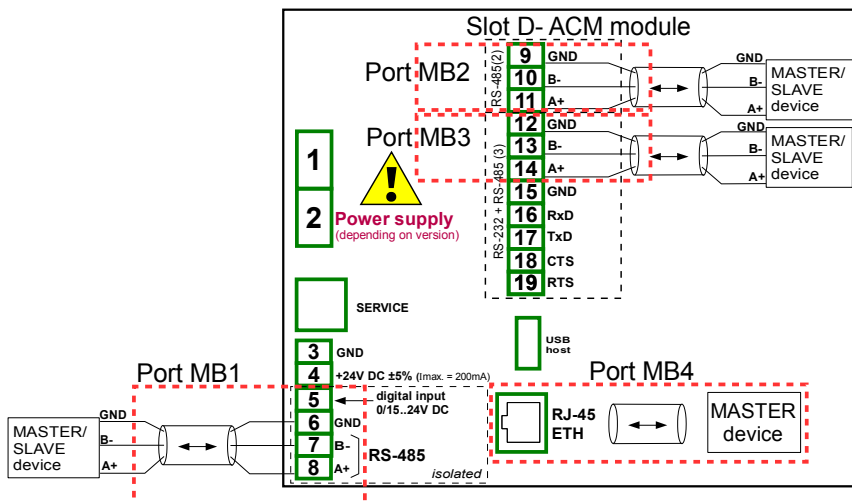 Slot D- ACM module
Port MB2
RS-485(2)
9 GND
10 B-
11 A+
GND
B-
A+
MASTER/
SLAVE
device
Port MB3
RS-232 + RS-485 (3)
12 GND
13 B-
14 A+
15 GND
16 RxD
17 TxD
18 CTS
19 RTS
GND
B-
A+
MASTER/
SLAVE
device
1
2
Power supply
(depending on version)
SERVICE
USB
host
3 GND
4 +24V DC ±5% (Imax. = 200mA)
Port MB1
5 digital input
0/15..24V DC
6 GND
7 B-
8 A+
RS-485
isolated
GND
B-
A+
MASTER/
SLAVE
device
Port MB4
RJ-45
ETH
MASTER
device